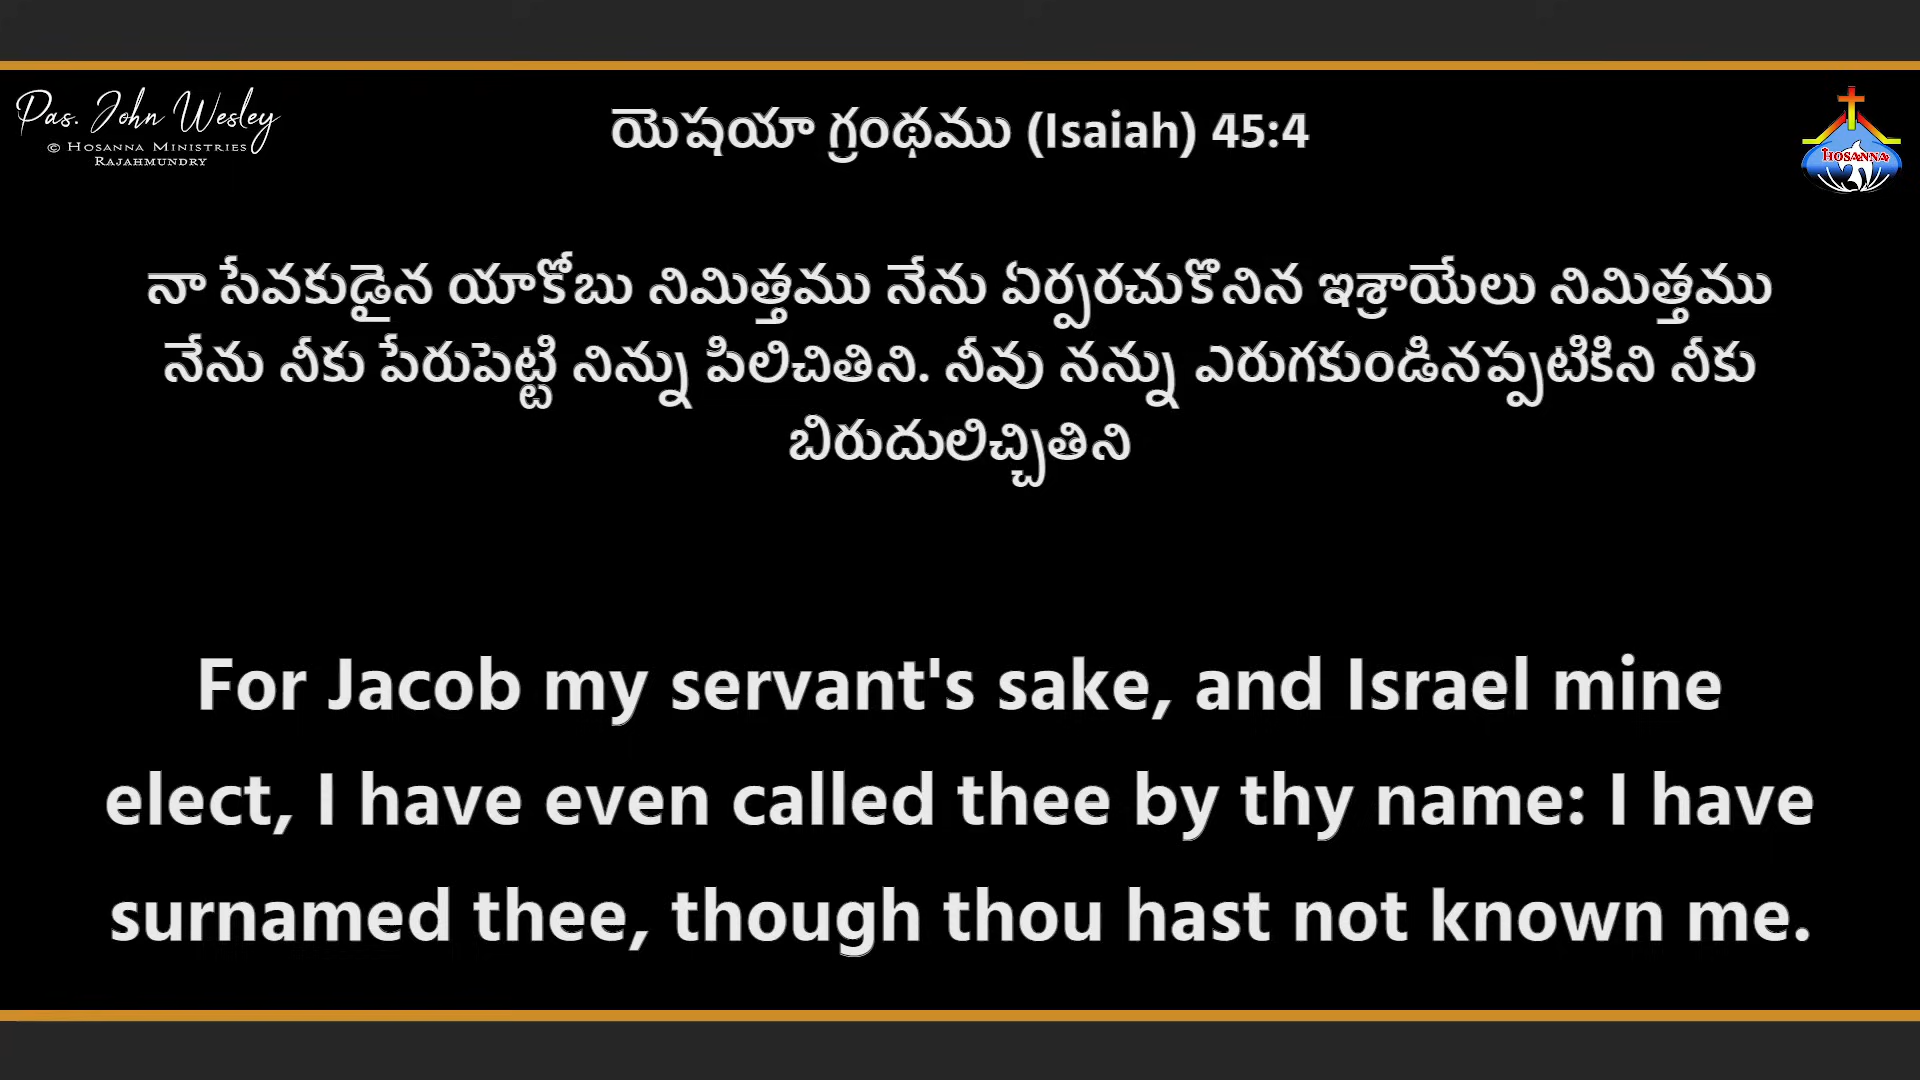 Pas. John Wesley
© Hosanna Ministries
Rajahmundry
యెషయా గ్రంథము (Isaiah) 45:4
HOSANNA
నా సేవకుడైన యాకోబు నిమిత్తము నేను ఏర్పరచుకొనిన ఇశ్రాయేలు నిమిత్తము
నేను నీకు పేరుపెట్టి నిన్ను పిలిచితిని. నీవు నన్ను ఎరుగకుండినప్పటికిని నీకు
బిరుదులిచ్చితిని
For Jacob my servant's sake, and Israel mine
elect, I have even called thee by thy name: I have
surnamed thee, though thou hast not known me.